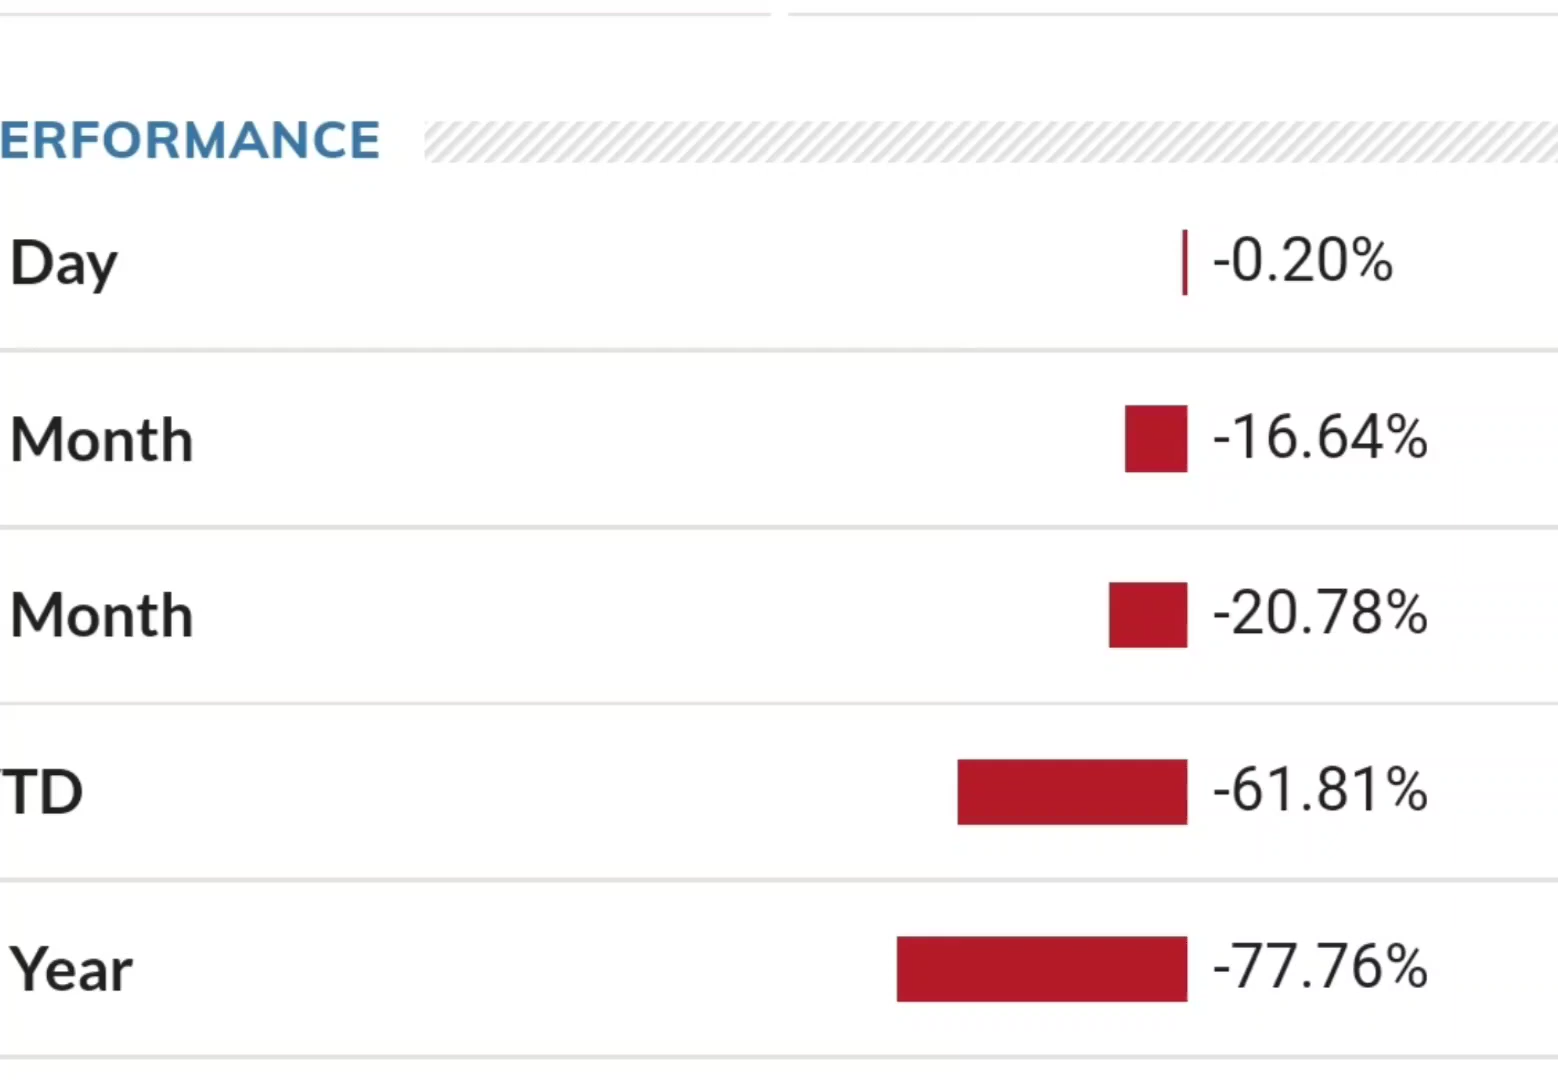 ERFORMANCE
Day -0.20%
Month -16.64%
Month -20.78%
TD -61.81%
Year -77.76%